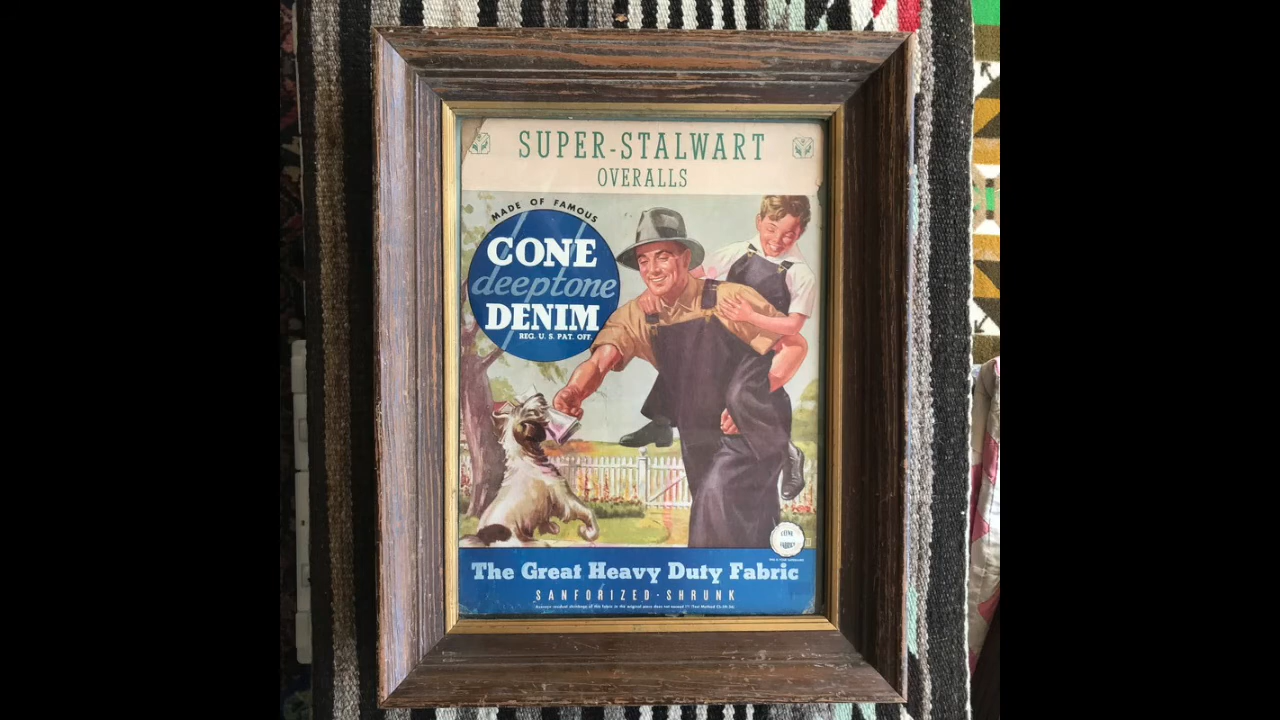 SUPER-STALWART
OVERALLS
MADE OF FAMOUS
CONE
deeptone
DENIM
REG. U. S. PAT. OFF.
CONE
The Great Heavy Duty Fabric
SANFORIZED-SHRUNK